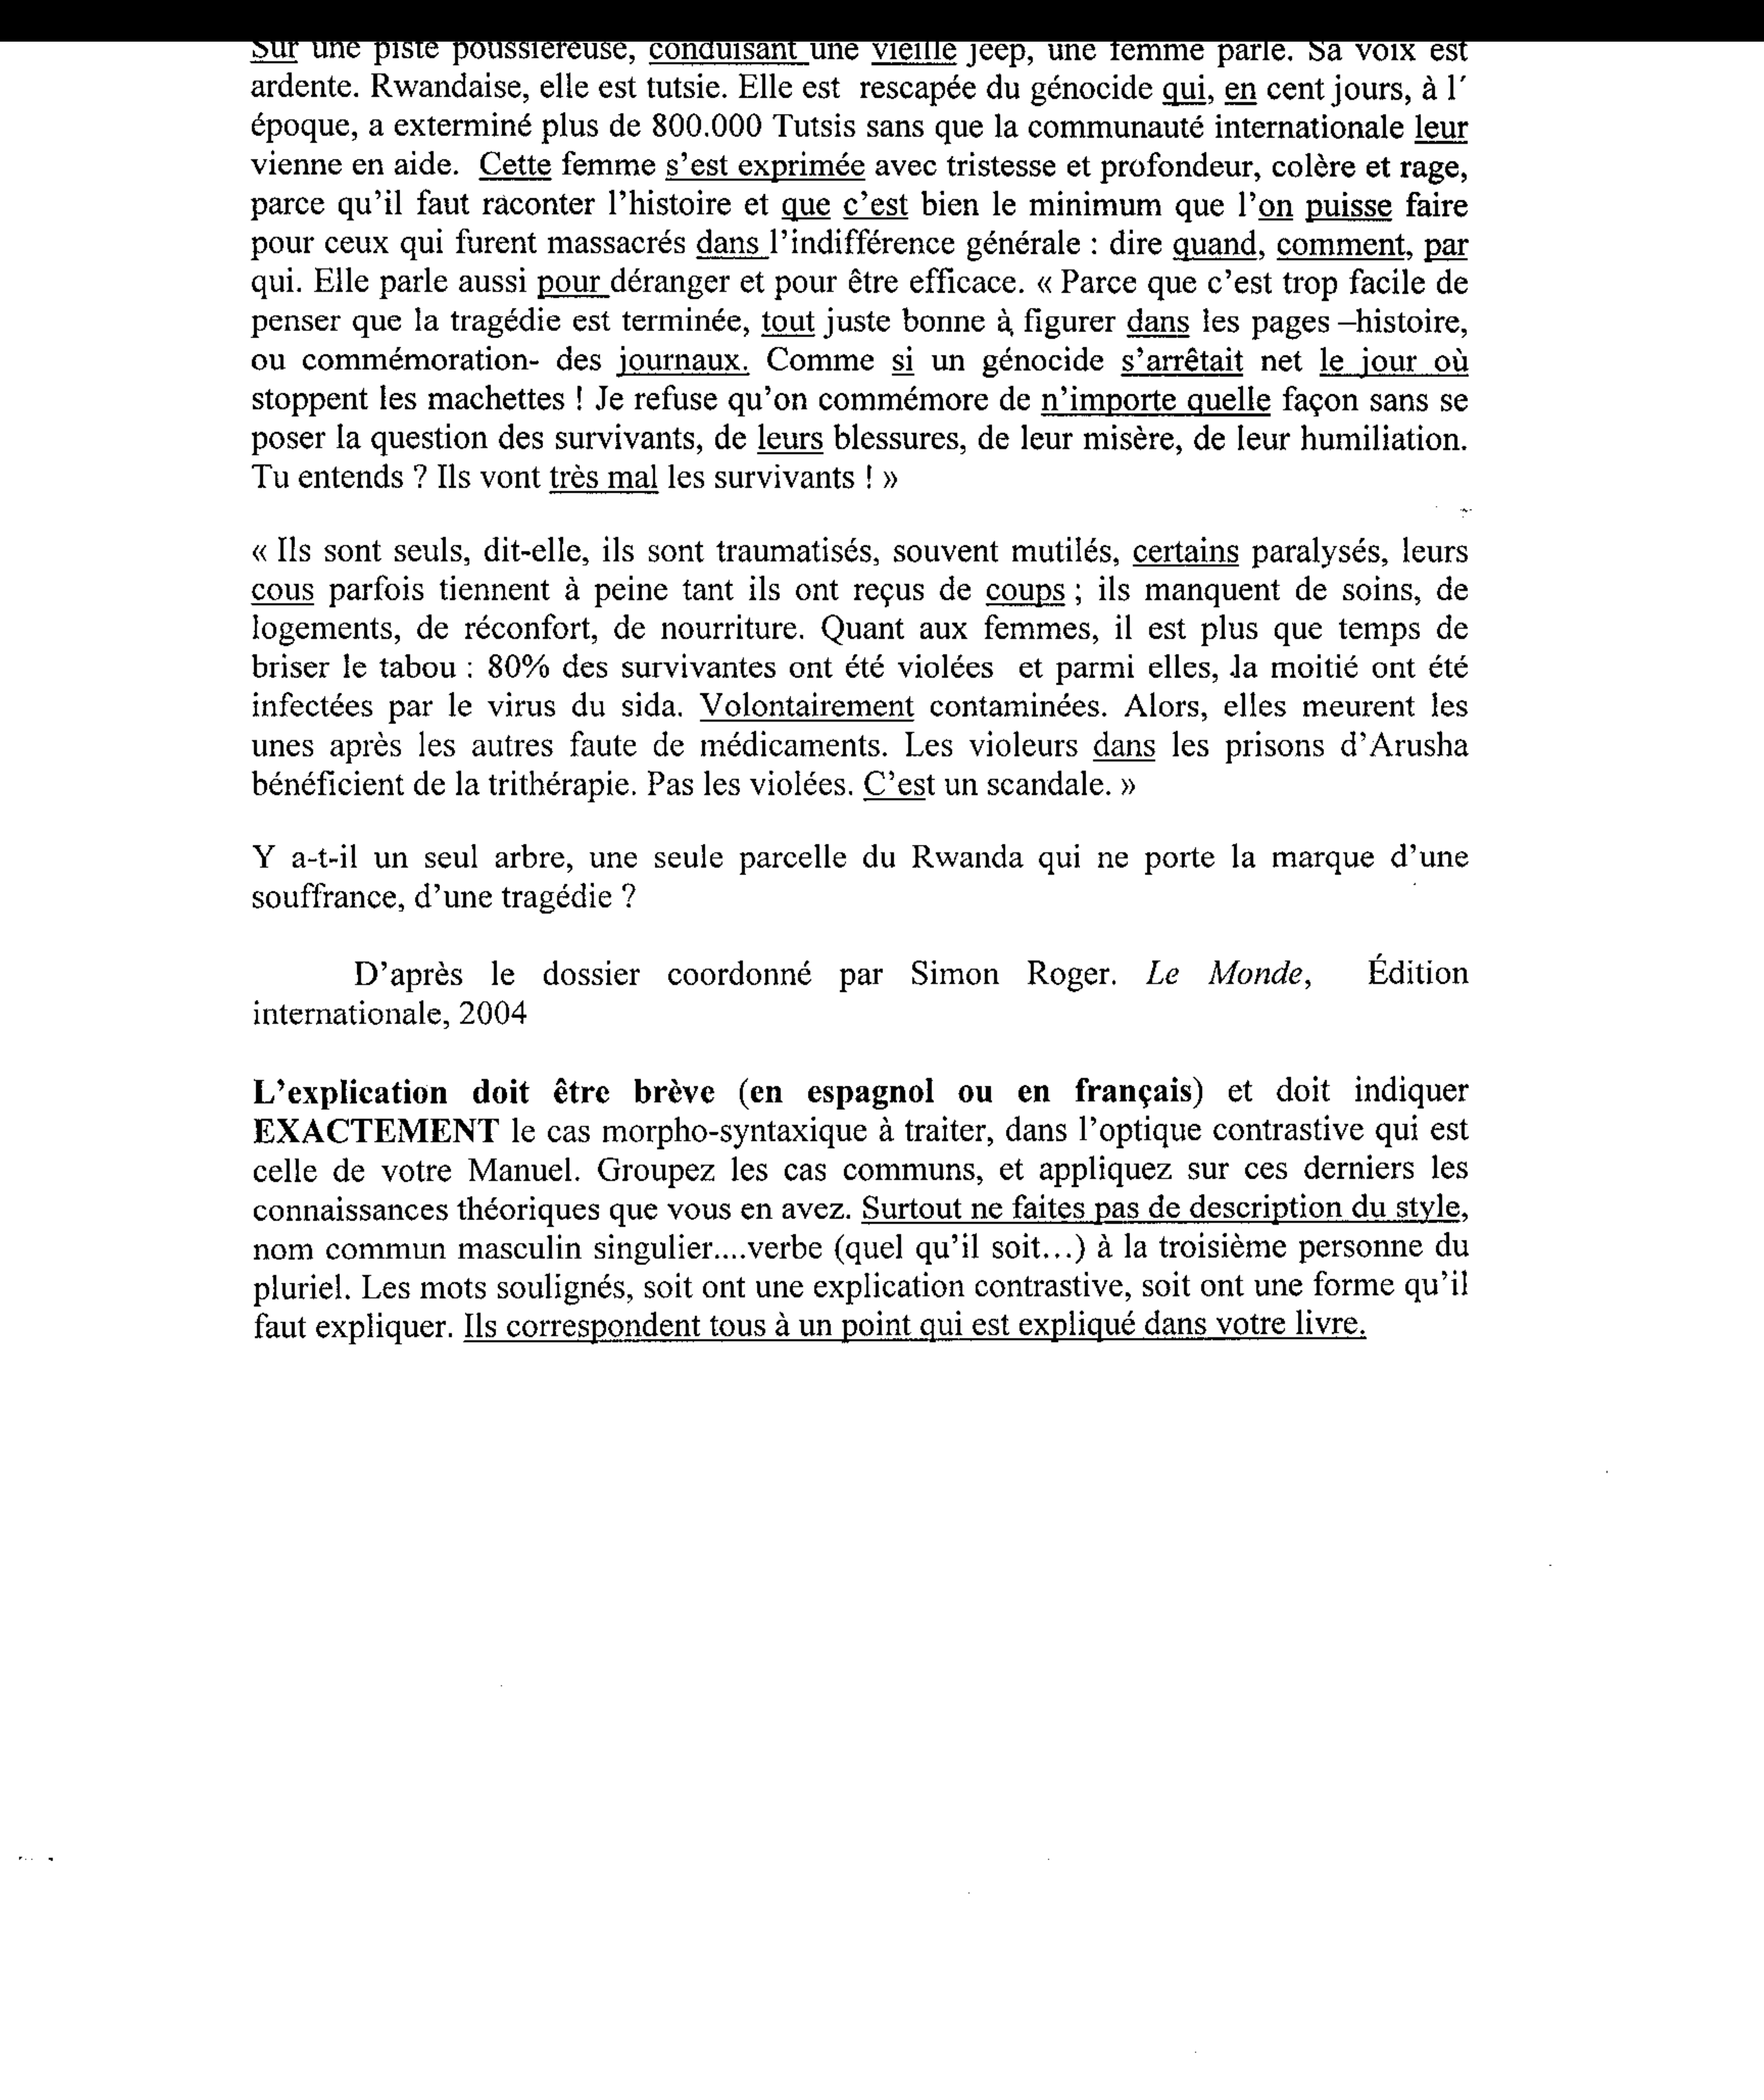 Sur une piste poussiéreuse, conduisant une vieille jeep, une femme parle. Sa voix est
ardente. Rwandaise, elle est tutsie. Elle est rescapée du génocide qui, en cent jours, à l´
époque, a exterminé plus de 800.000 Tutsis sans que la communauté internationale leur
vienne en aide. Cette femme s’est exprimée avec tristesse et profondeur, colère et rage,
parce qu’il faut raconter l’histoire et que c’est bien le minimum que l’on puisse faire
pour ceux qui furent massacrés dans l’indifférence générale : dire quand, comment, par
qui. Elle parle aussi pour déranger et pour être efficace. « Parce que c’est trop facile de
penser que la tragédie est terminée, tout juste bonne à figurer dans les pages –histoire,
ou commémoration- des journaux. Comme si un génocide s’arrêtait net le jour où
stoppent les machettes ! Je refuse qu’on commémore de n’importe quelle façon sans se
poser la question des survivants, de leurs blessures, de leur misère, de leur humiliation.
Tu entends ? Ils vont très mal les survivants ! »
« Ils sont seuls, dit-elle, ils sont traumatisés, souvent mutilés, certains paralysés, leurs
cous parfois tiennent à peine tant ils ont reçus de coups ; ils manquent de soins, de
logements, de réconfort, de nourriture. Quant aux femmes, il est plus que temps de
briser le tabou : 80% des survivantes ont été violées et parmi elles, la moitié ont été
infectées par le virus du sida. Volontairement contaminées. Alors, elles meurent les
unes après les autres faute de médicaments. Les violeurs dans les prisons d’Arusha
bénéficient de la trithérapie. Pas les violées. C’est un scandale. »
Y a-t-il un seul arbre, une seule parcelle du Rwanda qui ne porte la marque d’une
souffrance, d’une tragédie ?
D’après le dossier coordonné par Simon Roger. Le Monde, Édition
internationale, 2004
L’explication doit être brève (en espagnol ou en français) et doit indiquer
EXACTEMENT le cas morpho-syntaxique à traiter, dans l’optique contrastive qui est
celle de votre Manuel. Groupez les cas communs, et appliquez sur ces derniers les
connaissances théoriques que vous en avez. Surtout ne faites pas de description du style,
nom commun masculin singulier....verbe (quel qu’il soit...) à la troisième personne du
pluriel. Les mots soulignés, soit ont une explication contrastive, soit ont une forme qu’il
faut expliquer. Ils correspondent tous à un point qui est expliqué dans votre livre.